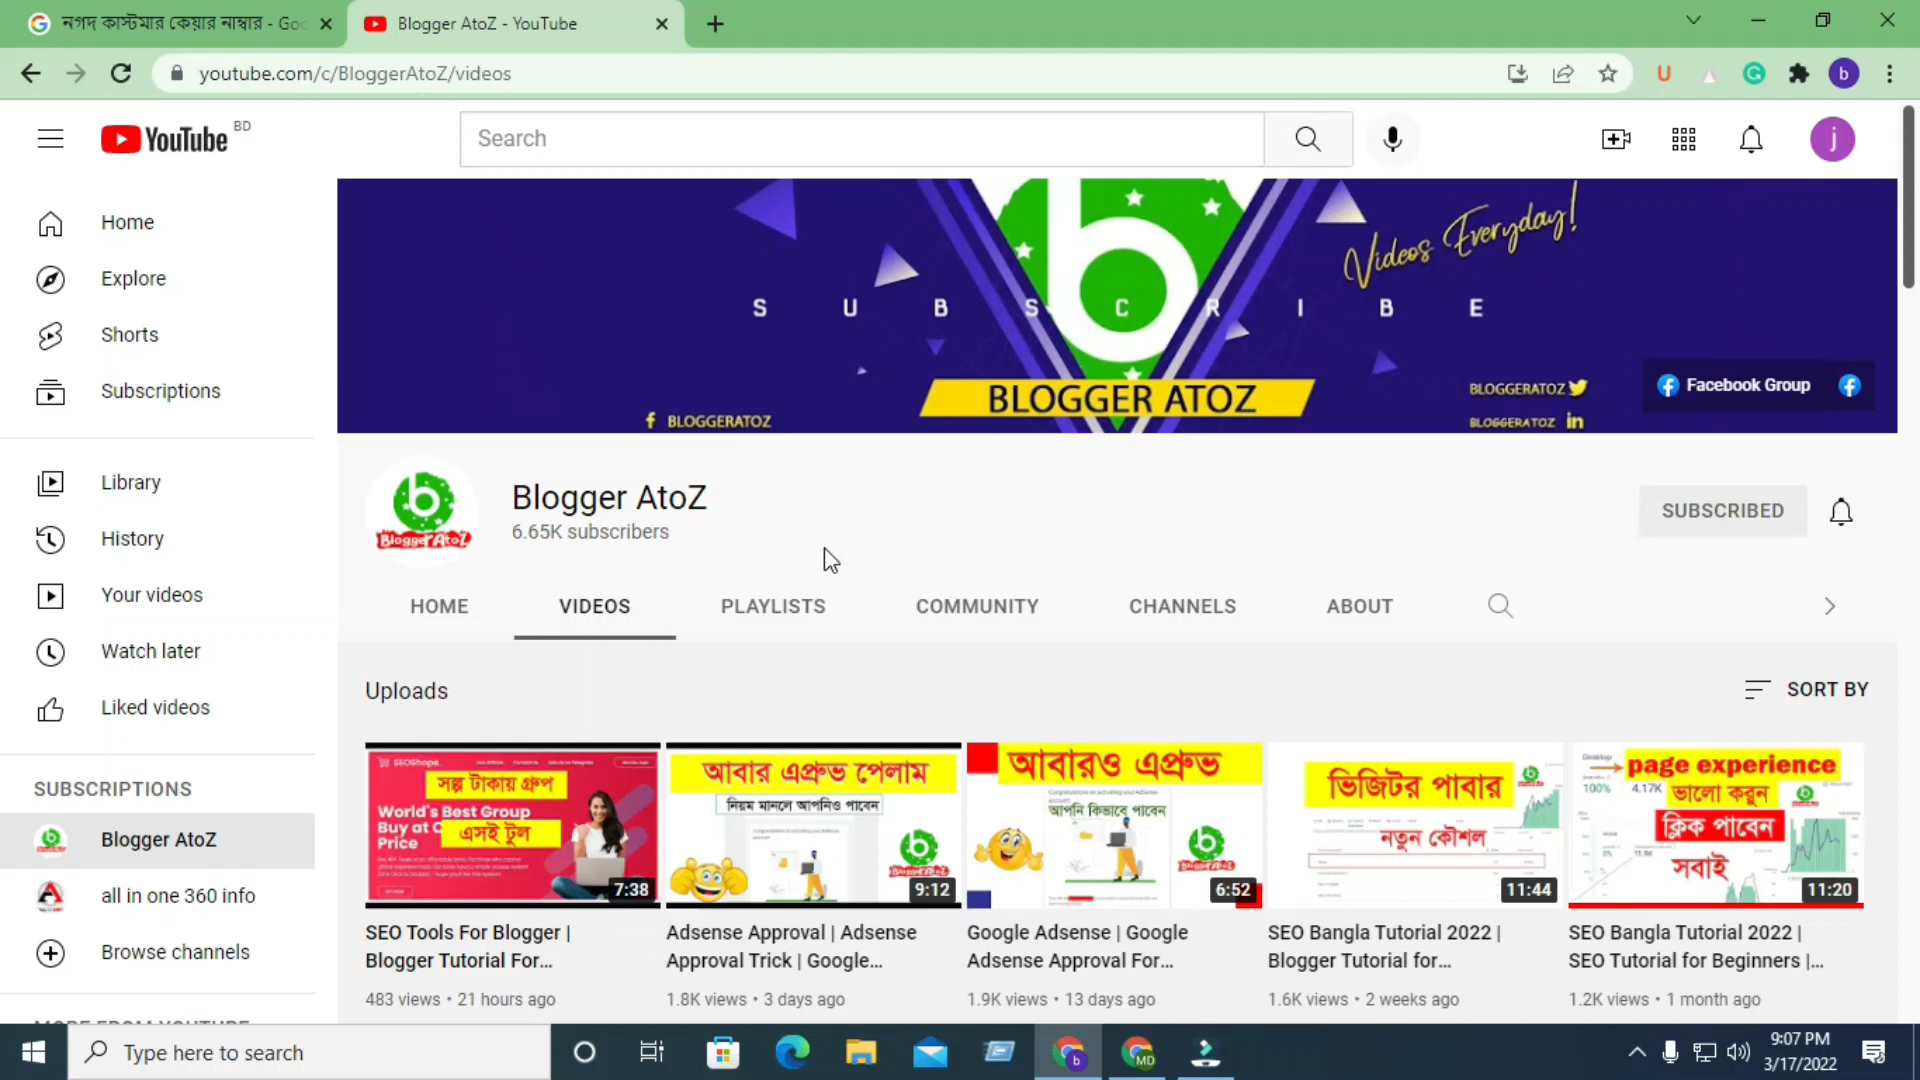 নগদ কাস্টমার কেয়ার নাম্বার - Goo
Blogger AtoZ - YouTube
youtube.com/c/BloggerAtoZ/videos
YouTube BD
Search
j
Home
Explore
Shorts
Subscriptions
Library
History
Your videos
Watch later
Liked videos
SUBSCRIPTIONS
Blogger AtoZ
all in one 360 info
Browse channels
MORE FROM YOUTUBE
Videos Everyday!
SUBSCRIBE
BLOGGER ATOZ
BLOGGERATOZ
BLOGGERATOZ
BLOGGERATOZ
Facebook Group
Blogger AtoZ
6.65K subscribers
SUBSCRIBED
HOME VIDEOS PLAYLISTS COMMUNITY CHANNELS ABOUT
Uploads
SORT BY
SEOShope.
সল্প টাকায় গ্রুপ
World's Best Group
Buy at
Price
এসই টুল
7:38
SEO Tools For Blogger |
Blogger Tutorial For...
483 views • 21 hours ago
আবার এপ্রুভ পেলাম
নিয়ম মানলে আপনিও পাবেন
9:12
Adsense Approval | Adsense
Approval Trick | Google...
1.8K views • 3 days ago
আবারও এপ্রুভ
আপনি কিভাবে পাবেন
6:52
Google Adsense | Google
Adsense Approval For...
1.9K views • 13 days ago
ভিজিটর পাবার
নতুন কৌশল
11:44
SEO Bangla Tutorial 2022 |
Blogger Tutorial for...
1.6K views • 2 weeks ago
page experience
100% 4.17K
ভালো করুন
ক্লিক পাবেন
সবাই
11:20
SEO Bangla Tutorial 2022 |
SEO Tutorial for Beginners |...
1.2K views • 1 month ago
Type here to search
9:07 PM
3/17/2022